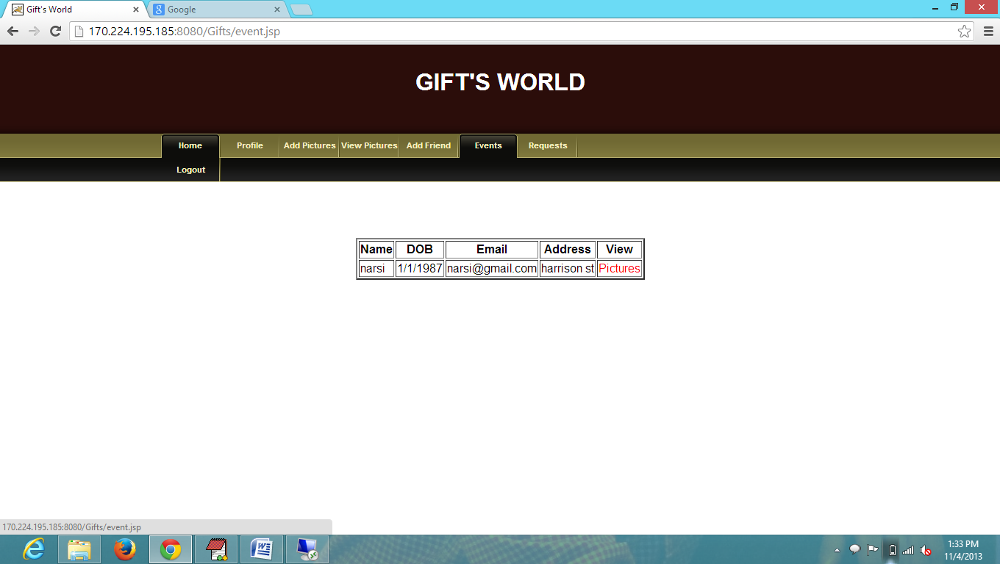 Gift's World
Google
170.224.195.185:8080/Gifts/event.jsp
GIFT'S WORLD
Home Profile Add Pictures View Pictures Add Friend Events Requests
Logout
Name DOB Email Address View
narsi 1/1/1987 narsi@gmail.com harrison st Pictures
170.224.195.185:8080/Gifts/event.jsp
1:33 PM
11/4/2013